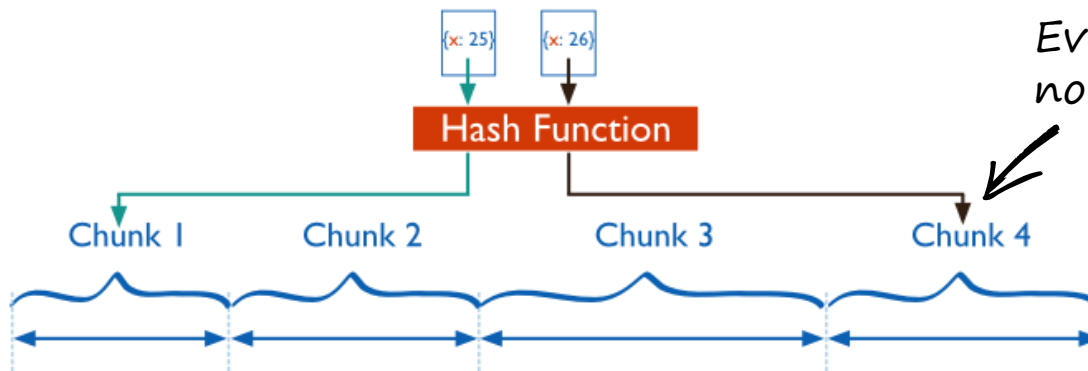 {x: 25}
{x: 26}
Ev
no
Hash Function
Chunk 1
Chunk 2
Chunk 3
Chunk 4